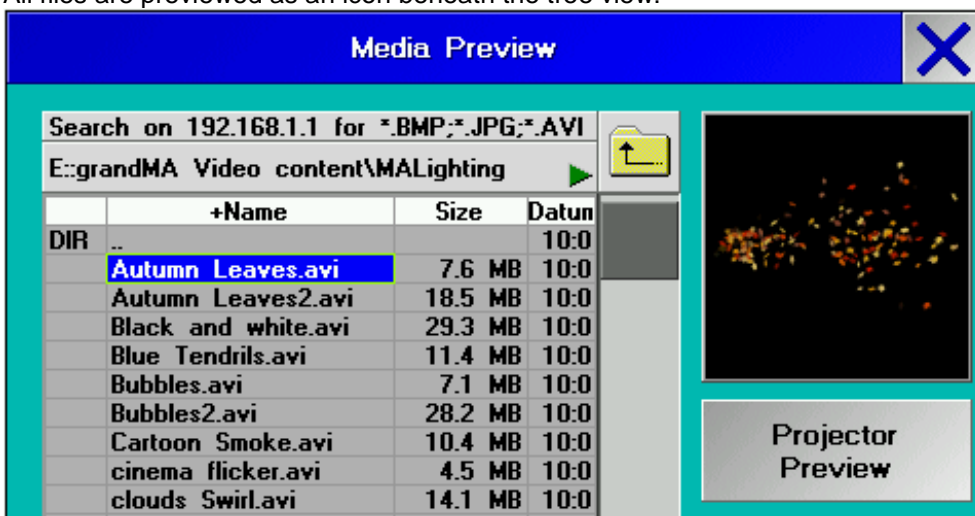 All files are previewed as an icon beneath the tree view.
Media Preview
Search on 192.168.1.1 for *.BMP;*.JPG;*.AVI
E::grandMA Video content\MALighting
+Name Size Datun
DIR .. 10:0
Autumn Leaves.avi 7.6 MB 10:0
Autumn Leaves2.avi 18.5 MB 10:0
Black and white.avi 29.3 MB 10:0
Blue Tendrils.avi 11.4 MB 10:0
Bubbles.avi 7.1 MB 10:0
Bubbles2.avi 28.2 MB 10:0
Cartoon Smoke.avi 10.4 MB 10:0
cinema flicker.avi 4.5 MB 10:0
clouds Swirl.avi 14.1 MB 10:0
Projector
Preview